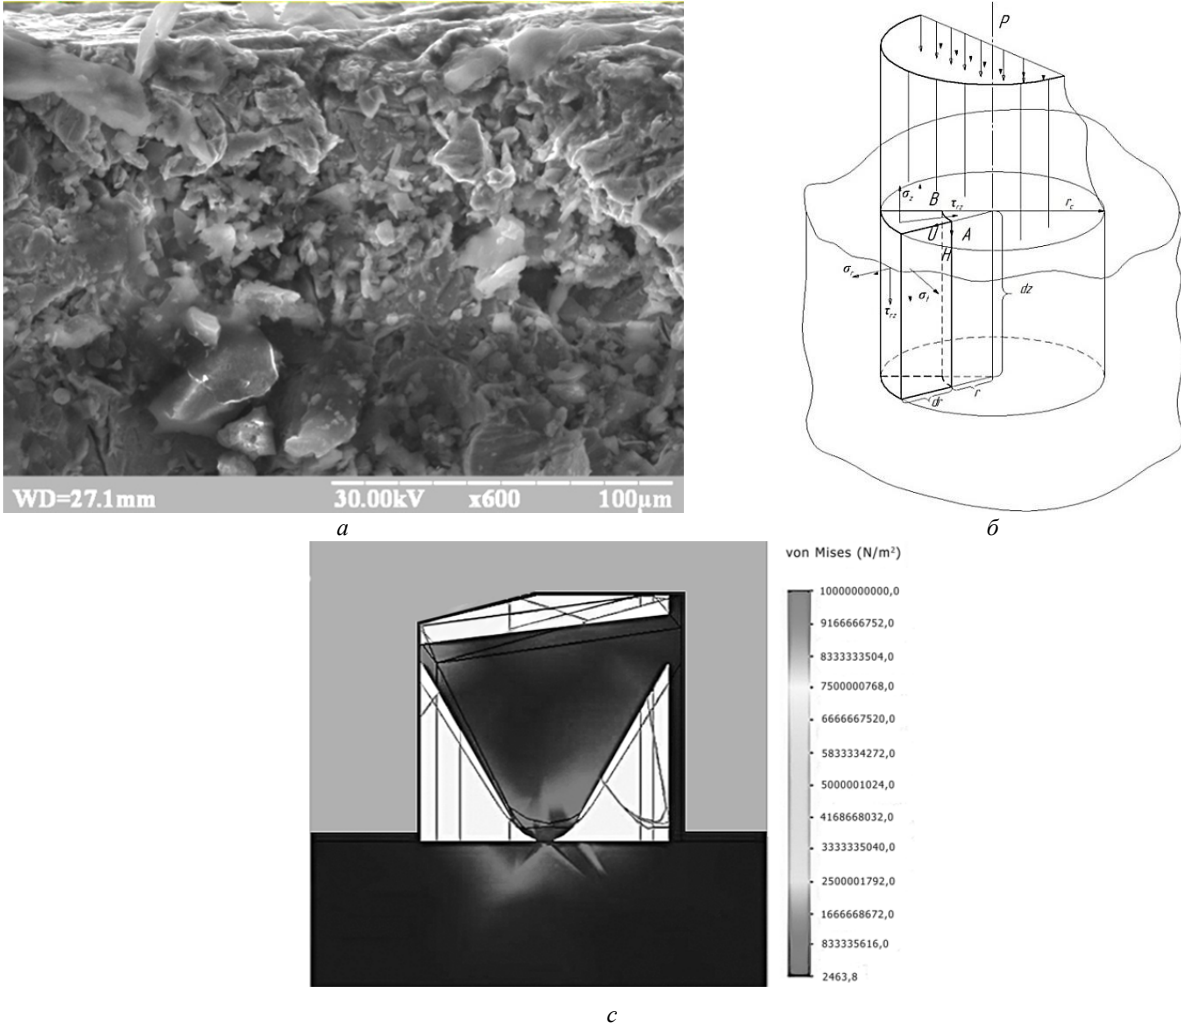 WD=27.1mm 30.00kV x600 100µm
а
P
σz
B
τrz
rc
0
A
H
σr
σt
τrz
dz
r
dr
б
von Mises (N/m²)
10000000000,0
9166666752,0
8333333504,0
7500000768,0
6666667520,0
5833334272,0
5000001024,0
4168668032,0
3333335040,0
2500001792,0
1666668672,0
833335616,0
2463,8
с